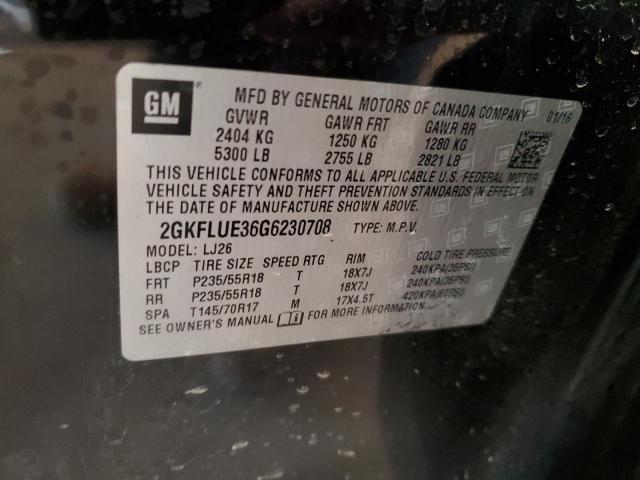 GM
MFD BY GENERAL MOTORS OF CANADA COMPANY
01/16
GVWR GAWR FRT GAWR RR
2404 KG 1250 KG 1280 KG
5300 LB 2755 LB 2821 LB
THIS VEHICLE CONFORMS TO ALL APPLICABLE U.S. FEDERAL MOTOR
VEHICLE SAFETY AND THEFT PREVENTION STANDARDS IN EFFECT ON
THE DATE OF MANUFACTURE SHOWN ABOVE.
2GKFLUE36G6230708 TYPE: M.P.V.
MODEL: LJ26
LBCP TIRE SIZE SPEED RTG RIM COLD TIRE PRESSURE
FRT P235/55R18 T 18X7J 240KPA(35PSI)
RR P235/55R18 T 18X7J 240KPA(35PSI)
SPA T145/70R17 M 17X4.5T 420KPA(60PSI)
SEE OWNER'S MANUAL FOR MORE INFORMATION.